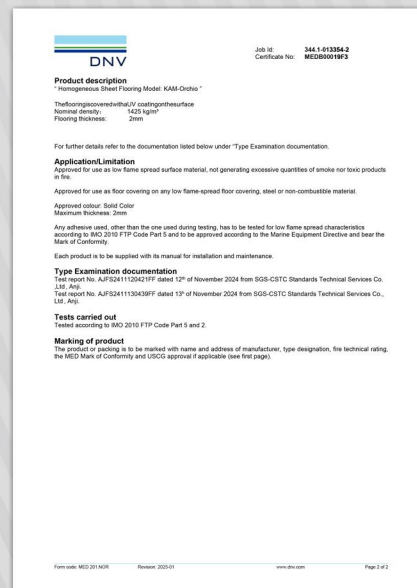 DNV
Job Id: 344.1-013354-2
Certificate No: MEDB00019F3
Product description
" Homogeneous Sheet Flooring Model: KAM-Orchio "
TheflooringiscoveredwithaUV coatingonthesurface
Nominal density: 1425 kg/m³
Flooring thickness: 2mm
For further details refer to the documentation listed below under "Type Examination documentation.
Application/Limitation
Approved for use as low flame spread surface material, not generating excessive quantities of smoke nor toxic products
in fire.
Approved for use as floor covering on any low flame-spread floor covering, steel or non-combustible material.
Approved colour: Solid Color
Maximum thickness: 2mm
Any adhesive used, other than the one used during testing, has to be tested for low flame spread characteristics
according to IMO 2010 FTP Code Part 5 and to be approved according to the Marine Equipment Directive and bear the
Mark of Conformity.
Each product is to be supplied with its manual for installation and maintenance.
Type Examination documentation
Test report No. AJFS2411120421FF dated 12th of November 2024 from SGS-CSTC Standards Technical Services Co.
,Ltd, Anji.
Test report No. AJFS2411130439FF dated 13th of November 2024 from SGS-CSTC Standards Technical Services Co.,
Ltd., Anji.
Tests carried out
Tested according to IMO 2010 FTP Code Part 5 and 2.
Marking of product
The product or packing is to be marked with name and address of manufacturer, type designation, fire technical rating,
the MED Mark of Conformity and USCG approval if applicable (see first page).
Form code: MED 201.NOR Revision: 2025-01 www.dnv.com Page 2 of 2